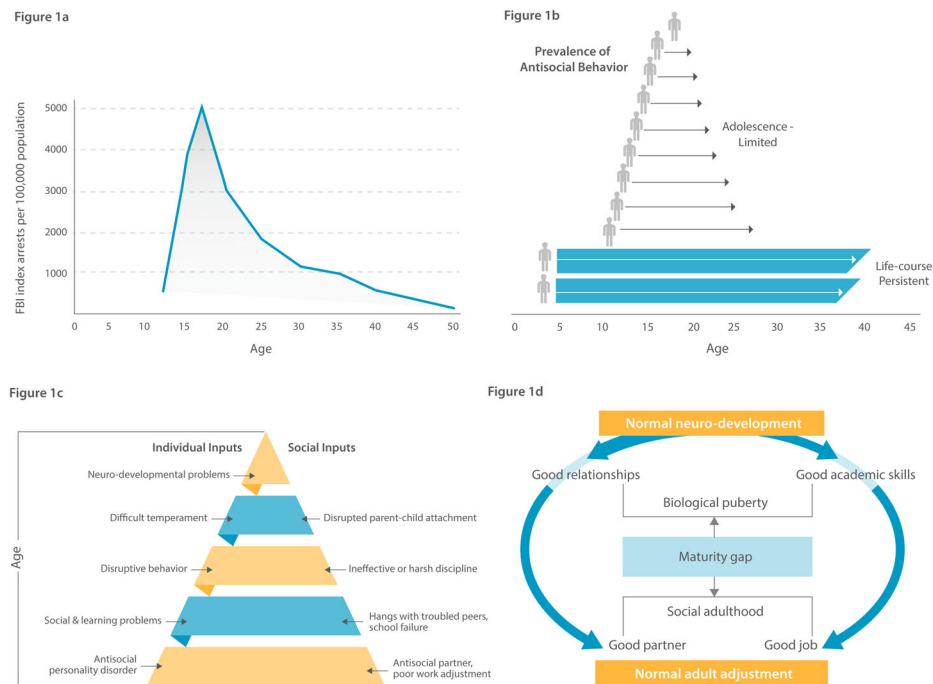 Figure 1a
FBI index arrests per 100,000 population
5000
4000
3000
2000
1000
0 5 10 15 20 25 30 35 40 45 50
Age
Figure 1b
Prevalence of
Antisocial Behavior
Adolescence -
Limited
Life-course
Persistent
0 5 10 15 20 25 30 35 40 45
Age
Figure 1c
Age
Individual Inputs
Social Inputs
Neuro-developmental problems
Difficult temperament
Disrupted parent-child attachment
Disruptive behavior
Ineffective or harsh discipline
Social & learning problems
Hangs with troubled peers,
school failure
Antisocial
personality disorder
Antisocial partner,
poor work adjustment
Figure 1d
Normal neuro-development
Good relationships
Good academic skills
Biological puberty
Maturity gap
Social adulthood
Good partner
Good job
Normal adult adjustment